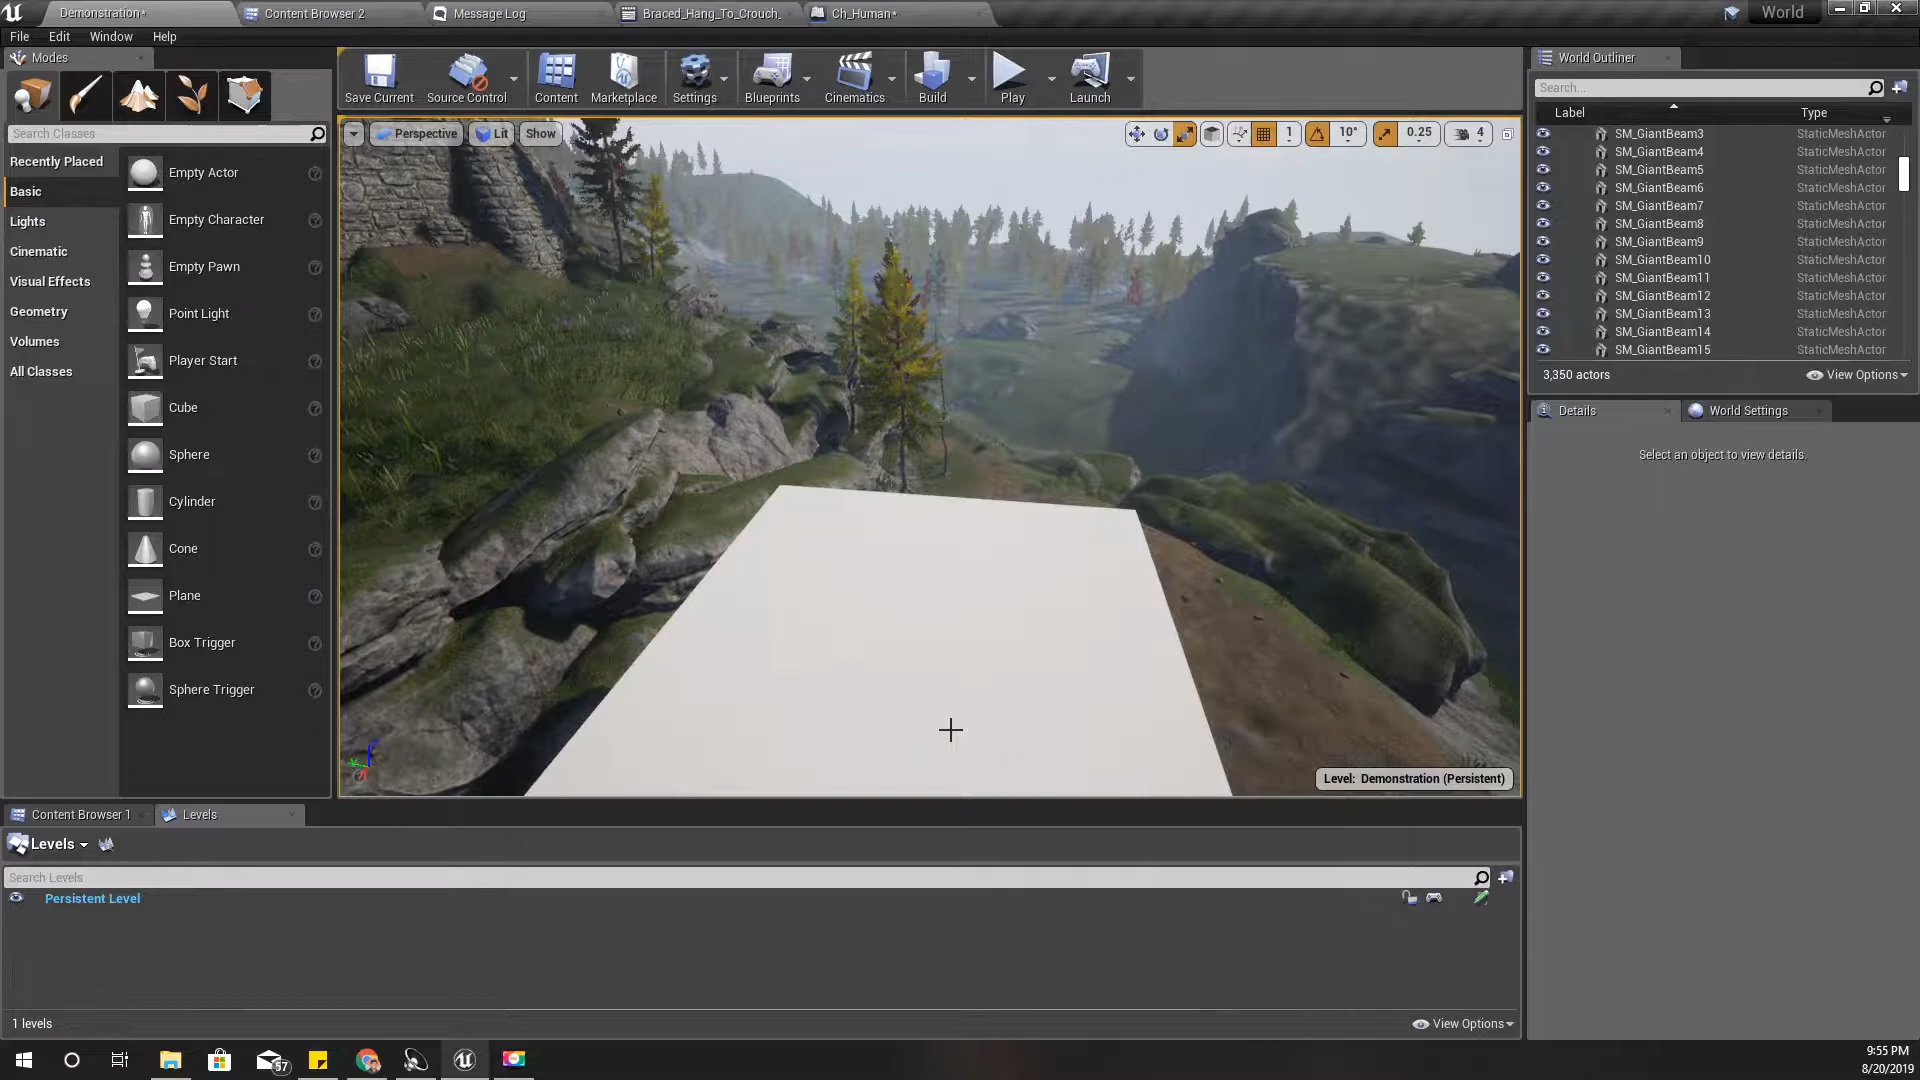 Demonstration*
Content Browser 2
Message Log
Braced_Hang_To_Crouch_
Ch_Human*
World
File Edit Window Help
Modes
Search Classes
Recently Placed
Basic
Lights
Cinematic
Visual Effects
Geometry
Volumes
All Classes
Empty Actor
Empty Character
Empty Pawn
Point Light
Player Start
Cube
Sphere
Cylinder
Cone
Plane
Box Trigger
Sphere Trigger
Save Current
Source Control
Content
Marketplace
Settings
Blueprints
Cinematics
Build
Play
Launch
Perspective
Lit
Show
1
10°
0.25
4
Level: Demonstration (Persistent)
World Outliner
Search...
Label Type
SM_GiantBeam3 StaticMeshActor
SM_GiantBeam4 StaticMeshActor
SM_GiantBeam5 StaticMeshActor
SM_GiantBeam6 StaticMeshActor
SM_GiantBeam7 StaticMeshActor
SM_GiantBeam8 StaticMeshActor
SM_GiantBeam9 StaticMeshActor
SM_GiantBeam10 StaticMeshActor
SM_GiantBeam11 StaticMeshActor
SM_GiantBeam12 StaticMeshActor
SM_GiantBeam13 StaticMeshActor
SM_GiantBeam14 StaticMeshActor
SM_GiantBeam15 StaticMeshActor
3,350 actors
View Options
Details
World Settings
Select an object to view details.
Content Browser 1
Levels
Levels
Search Levels
Persistent Level
1 levels
View Options
57
9:55 PM
8/20/2019